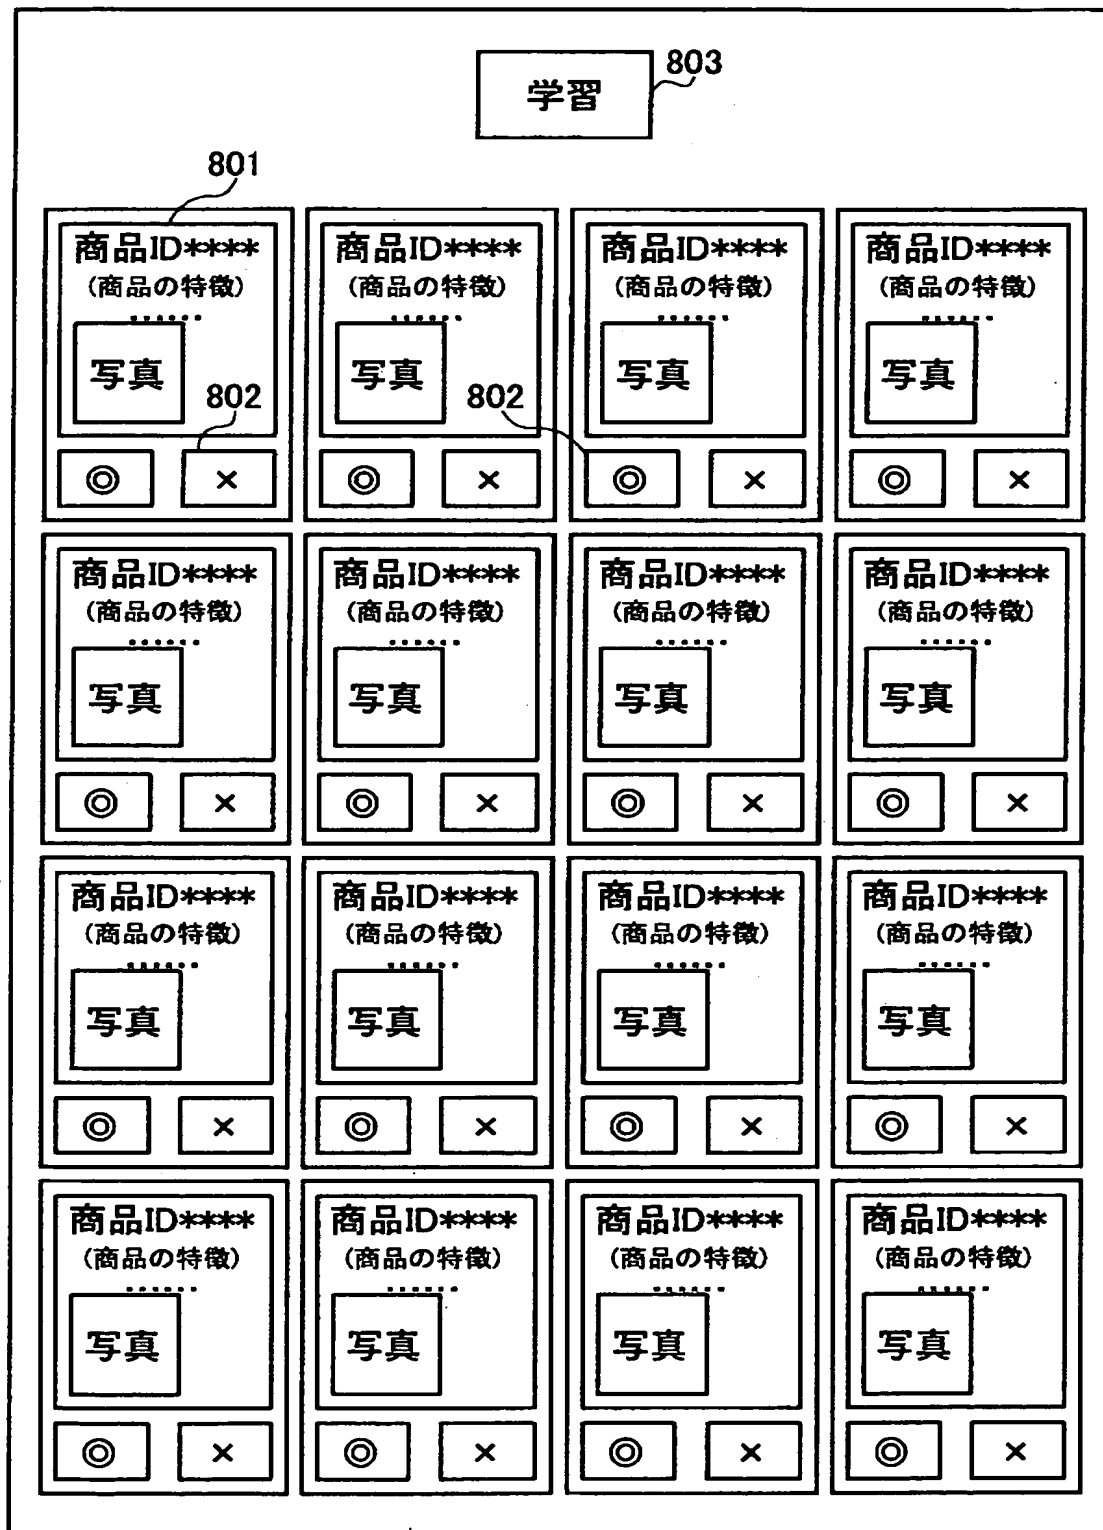 803
学習
801
商品ID**** 商品ID**** 商品ID**** 商品ID****
(商品の特徴) (商品の特徴) (商品の特徴) (商品の特徴)
…… …… …… ……
写真 写真 写真 写真
802 802
◎ × ◎ × ◎ × ◎ ×
商品ID**** 商品ID**** 商品ID**** 商品ID****
(商品の特徴) (商品の特徴) (商品の特徴) (商品の特徴)
…… …… …… ……
写真 写真 写真 写真
◎ × ◎ × ◎ × ◎ ×
商品ID**** 商品ID**** 商品ID**** 商品ID****
(商品の特徴) (商品の特徴) (商品の特徴) (商品の特徴)
…… …… …… ……
写真 写真 写真 写真
◎ × ◎ × ◎ × ◎ ×
商品ID**** 商品ID**** 商品ID**** 商品ID****
(商品の特徴) (商品の特徴) (商品の特徴) (商品の特徴)
…… …… …… ……
写真 写真 写真 写真
◎ × ◎ × ◎ × ◎ ×